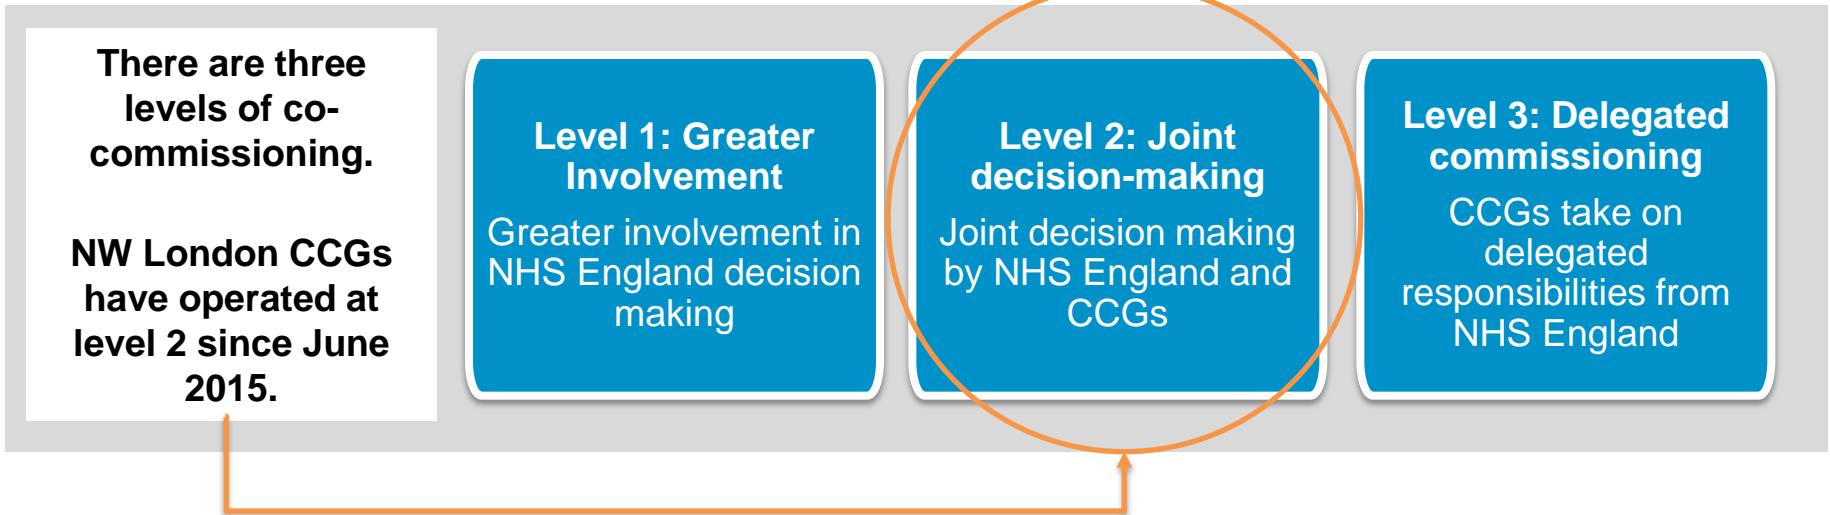 There are three
levels of co-
commissioning.
NW London CCGs
have operated at
level 2 since June
2015.
Level 1: Greater
Involvement
Greater involvement in
NHS England decision
making
Level 2: Joint
decision-making
Joint decision making
by NHS England and
CCGs
Level 3: Delegated
commissioning
CCGs take on
delegated
responsibilities from
NHS England